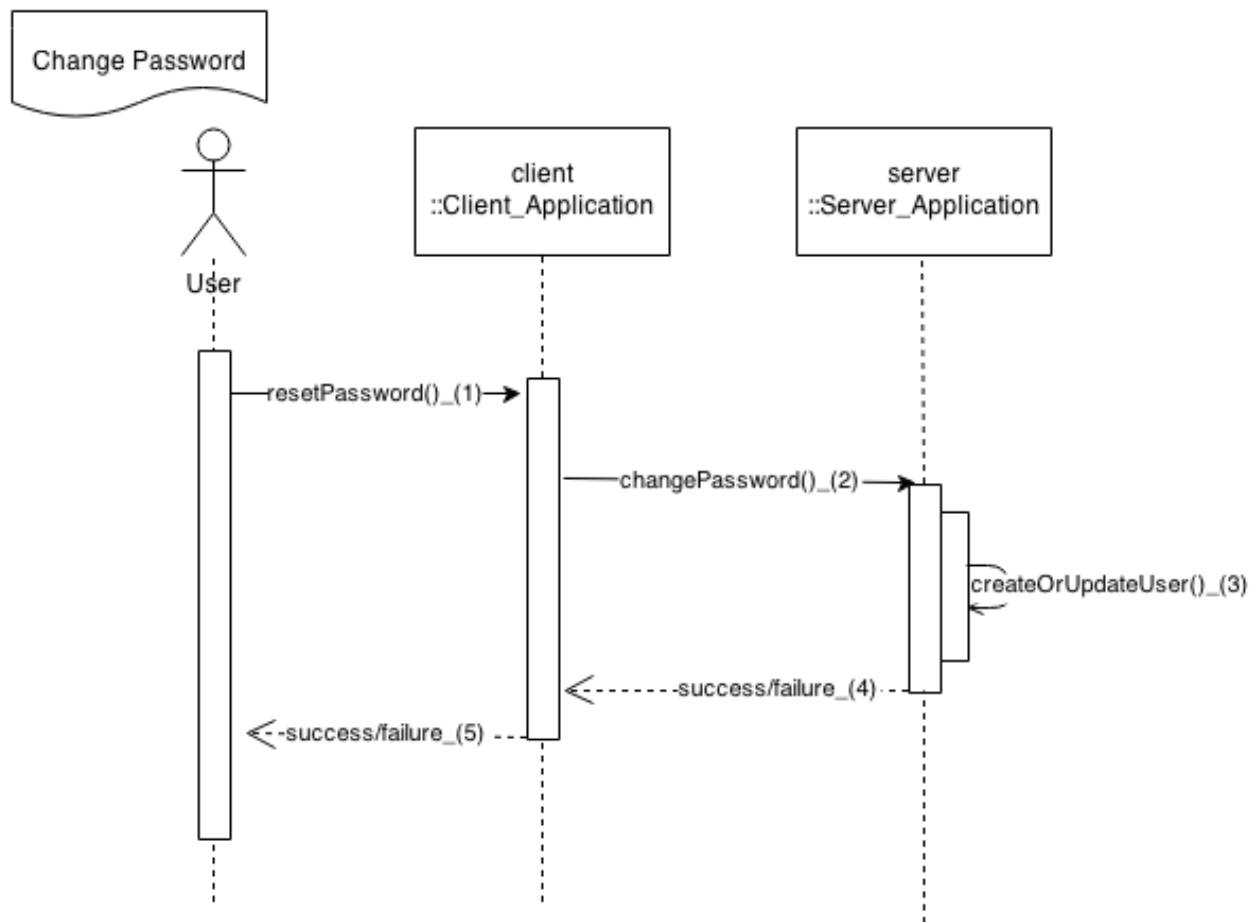 Change Password
client
::Client_Application
server
::Server_Application
User
resetPassword()_(1)
changePassword()_(2)
createOrUpdateUser()_(3)
success/failure_(4)
success/failure_(5)